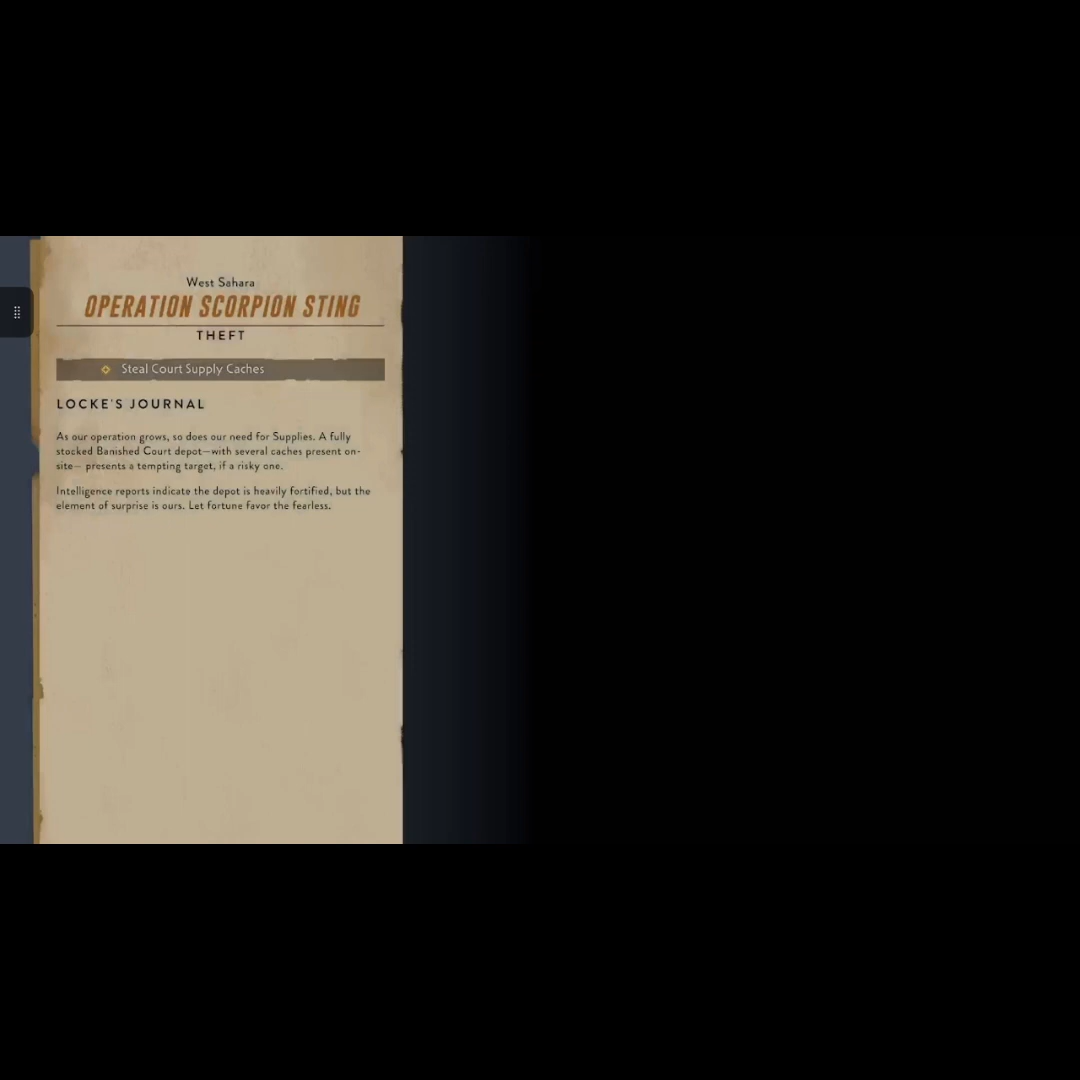 West Sahara
OPERATION SCORPION STING
THEFT
Steal Court Supply Caches
LOCKE'S JOURNAL
As our operation grows, so does our need for Supplies. A fully
stocked Banished Court depot—with several caches present on-
site— presents a tempting target, if a risky one.
Intelligence reports indicate the depot is heavily fortified, but the
element of surprise is ours. Let fortune favor the fearless.